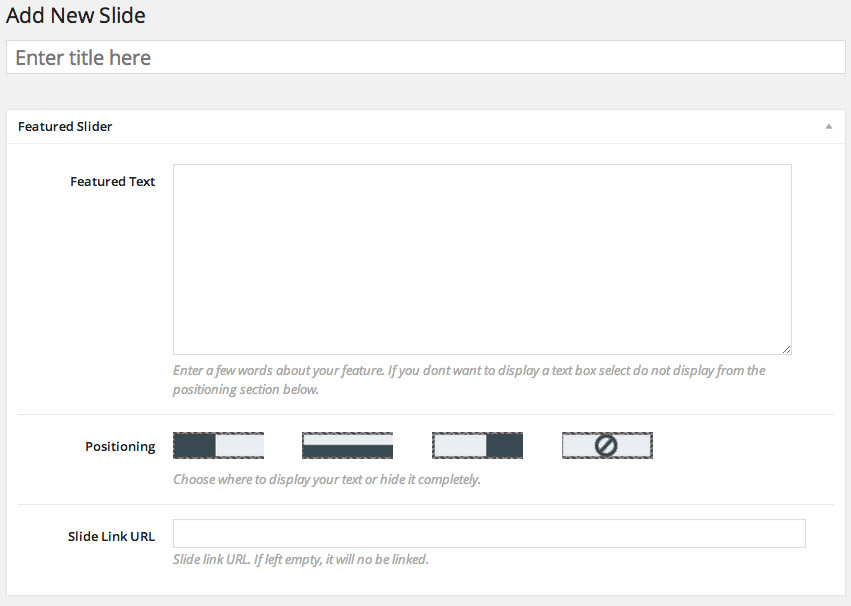 Add New Slide
Enter title here
Featured Slider
Featured Text
Enter a few words about your feature. If you dont want to display a text box select do not display from the
positioning section below.
Positioning
Choose where to display your text or hide it completely.
Slide Link URL
Slide link URL. If left empty, it will no be linked.